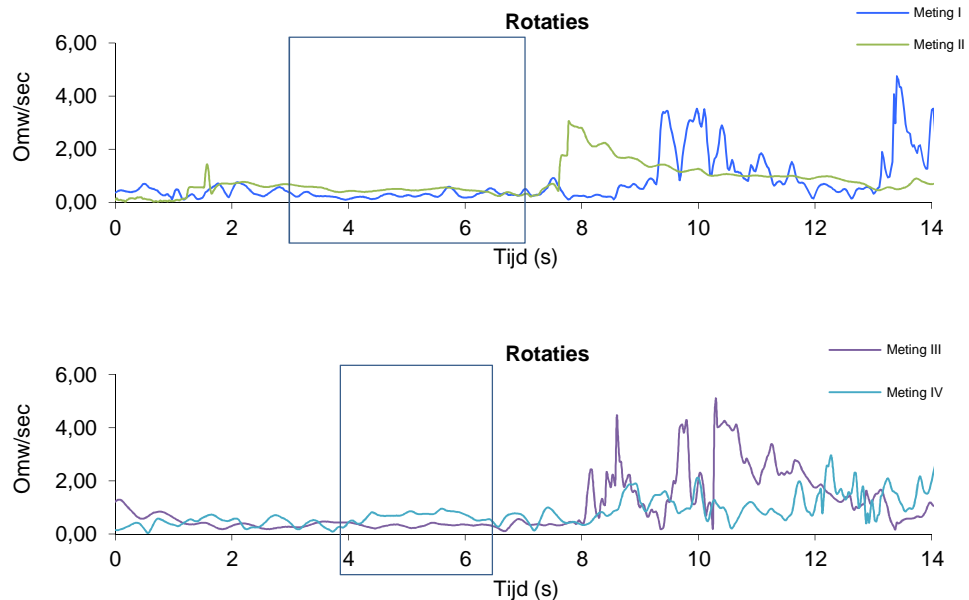 Rotaties
Meting I
Meting II
6,00
4,00
2,00
0,00
Omw/sec
0 2 4 6 8 10 12 14
Tijd (s)
Rotaties
Meting III
Meting IV
6,00
4,00
2,00
0,00
Omw/sec
0 2 4 6 8 10 12 14
Tijd (s)